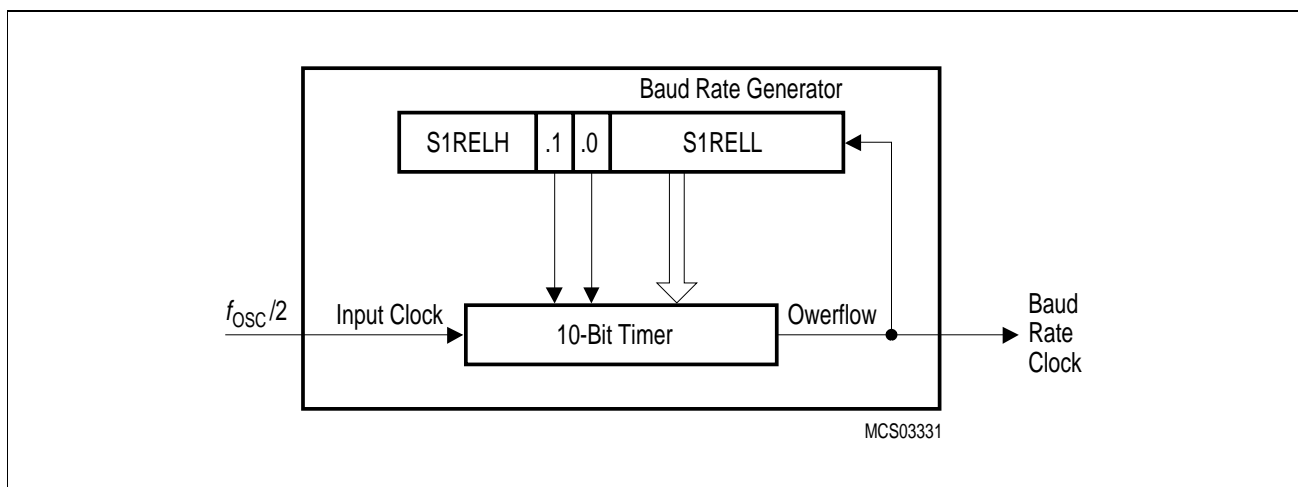 Baud Rate Generator
S1RELH .1 .0 S1RELL
fOSC/2 Input Clock 10-Bit Timer Owerflow Baud
Rate
Clock
MCS03331